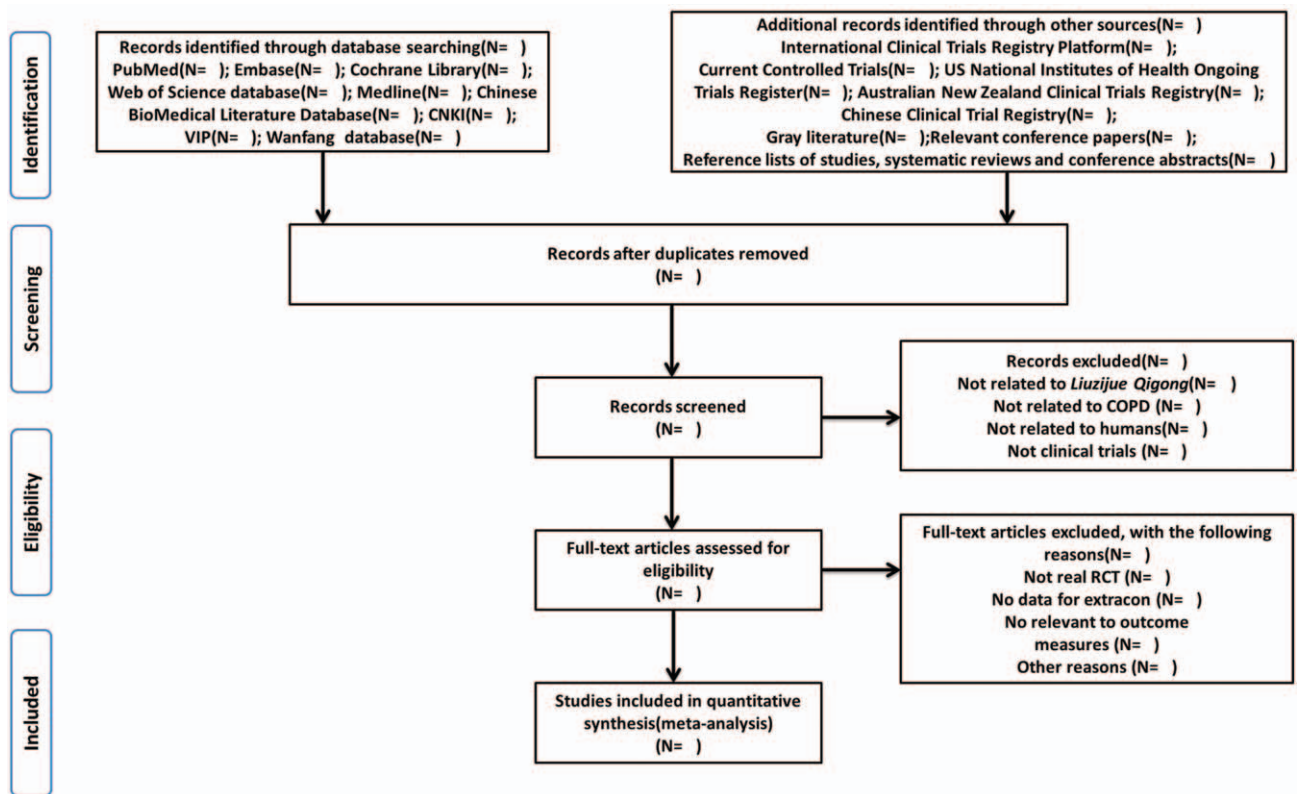 Identification
Records identified through database searching(N=   )
PubMed(N=   ); Embase(N=   ); Cochrane Library(N=   );
Web of Science database(N=   ); Medline(N=   ); Chinese
BioMedical Literature Database(N=   ); CNKI(N=   );
VIP(N=   ); Wanfang  database(N=   )
Additional records identified through other sources(N=   )
International Clinical Trials Registry Platform(N=   );
Current Controlled Trials(N=   ); US National Institutes of Health Ongoing
Trials Register(N=   ); Australian New Zealand Clinical Trials Registry(N=   );
Chinese Clinical Trial Registry(N=   );
Gray literature(N=   );Relevant conference papers(N=   );
Reference lists of studies, systematic reviews and conference abstracts(N=   )
Screening
Records after duplicates removed
(N=   )
Records screened
(N=   )
Records excluded(N=   )
Not related to Liuzijue Qigong(N=   )
Not related to COPD (N=   )
Not related to humans(N=   )
Not clinical trials (N=   )
Eligibility
Full-text articles assessed for
eligibility
(N=   )
Full-text articles excluded, with the following
reasons(N=   )
Not real RCT (N=   )
No data for extracon (N=   )
No relevant to outcome
measures (N=   )
Other reasons (N=   )
Included
Studies included in quantitative
synthesis(meta-analysis)
(N=   )